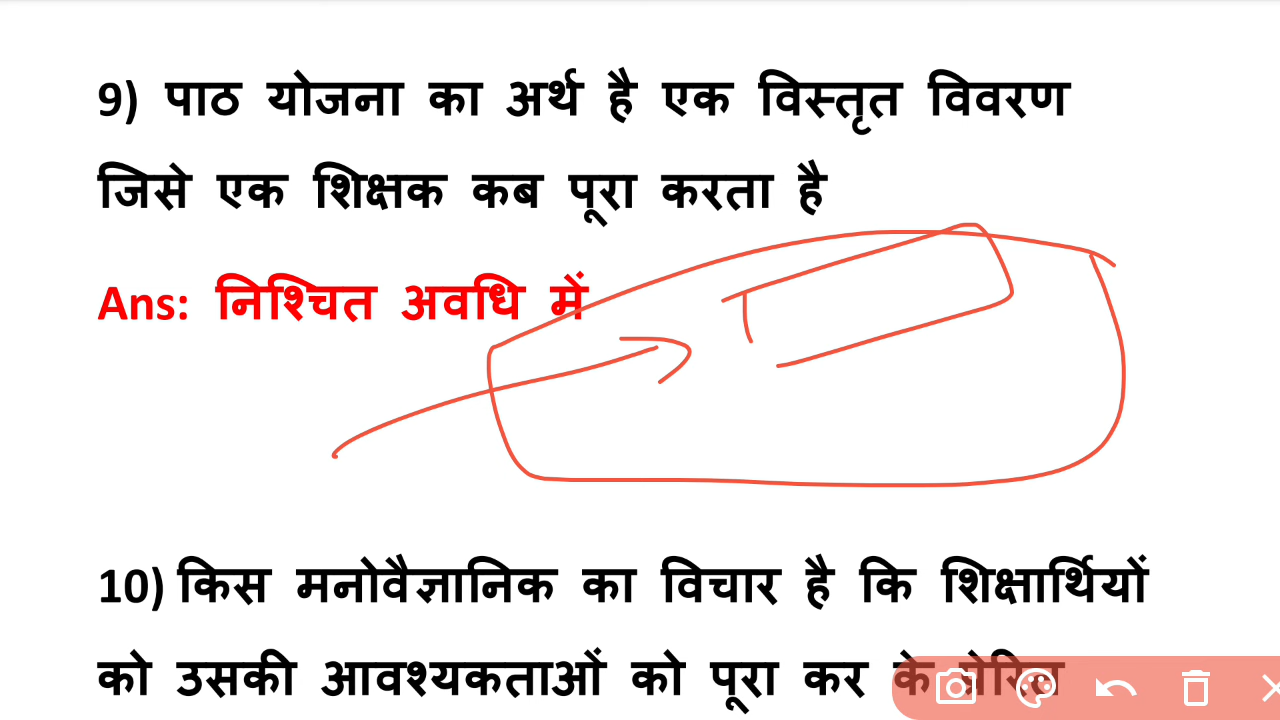 9) पाठ योजना का अर्थ है एक विस्तृत विवरण
जिसे एक शिक्षक कब पूरा करता है
Ans: निश्चित अवधि में
10) किस मनोवैज्ञानिक का विचार है कि शिक्षार्थियों
को उसकी आवश्यकताओं को पूरा कर के